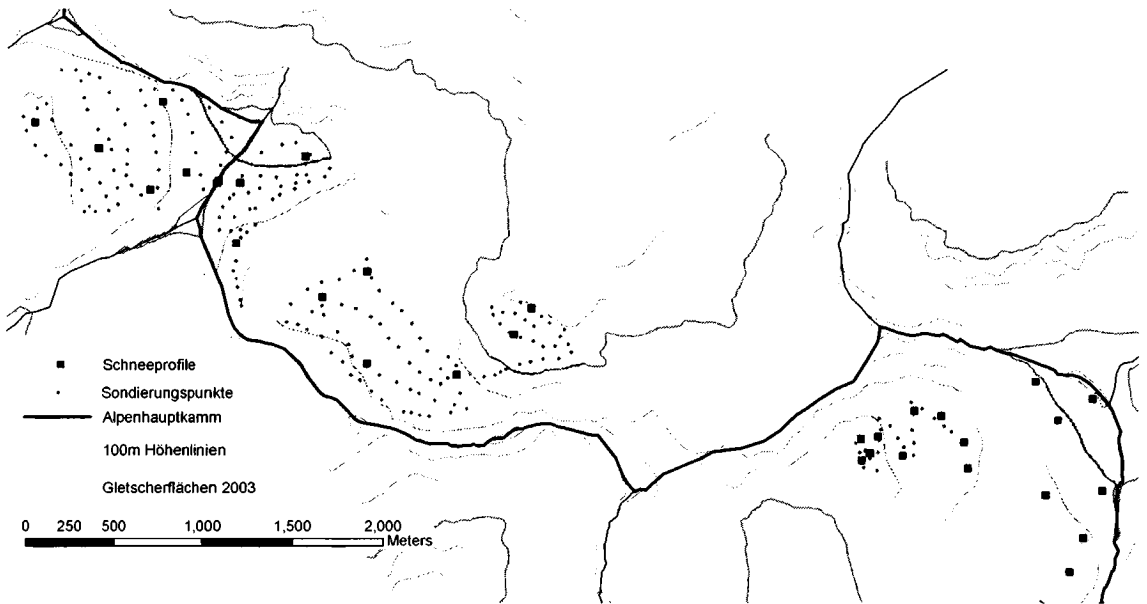 Schneeprofile
Sondierungspunkte
Alpenhauptkamm
100m Höhenlinien
Gletscherflächen 2003
0 250 500 1,000 1,500 2,000
Meters